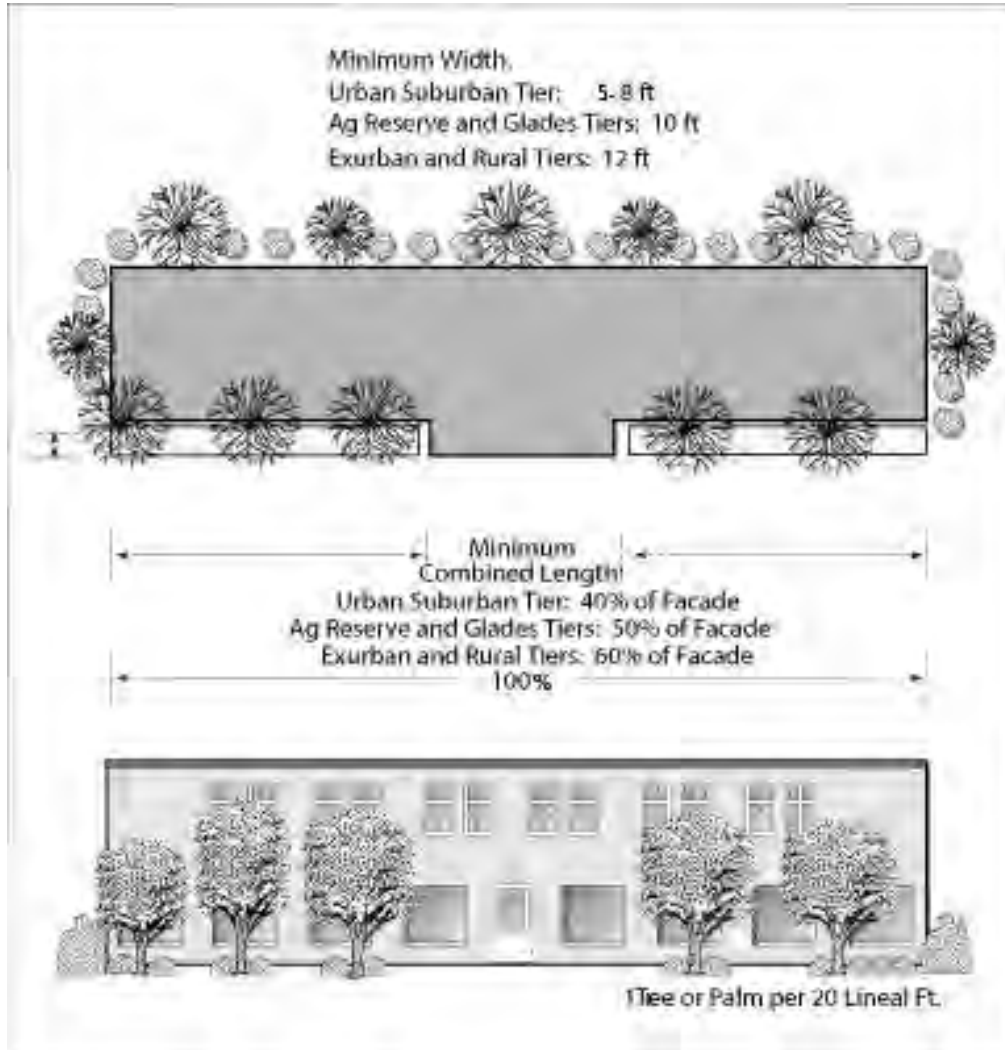 Minimum Width.
Urban Suburban Tier: 5-8 ft
Ag Reserve and Glades Tiers: 10 ft
Exurban and Rural Tiers: 12 ft
Minimum
Combined Length
Urban Suburban Tier: 40% of Facade
Ag Reserve and Glades Tiers: 50% of Facade
Exurban and Rural Tiers: 60% of Facade
100%
1 Tree or Palm per 20 Lineal Ft.